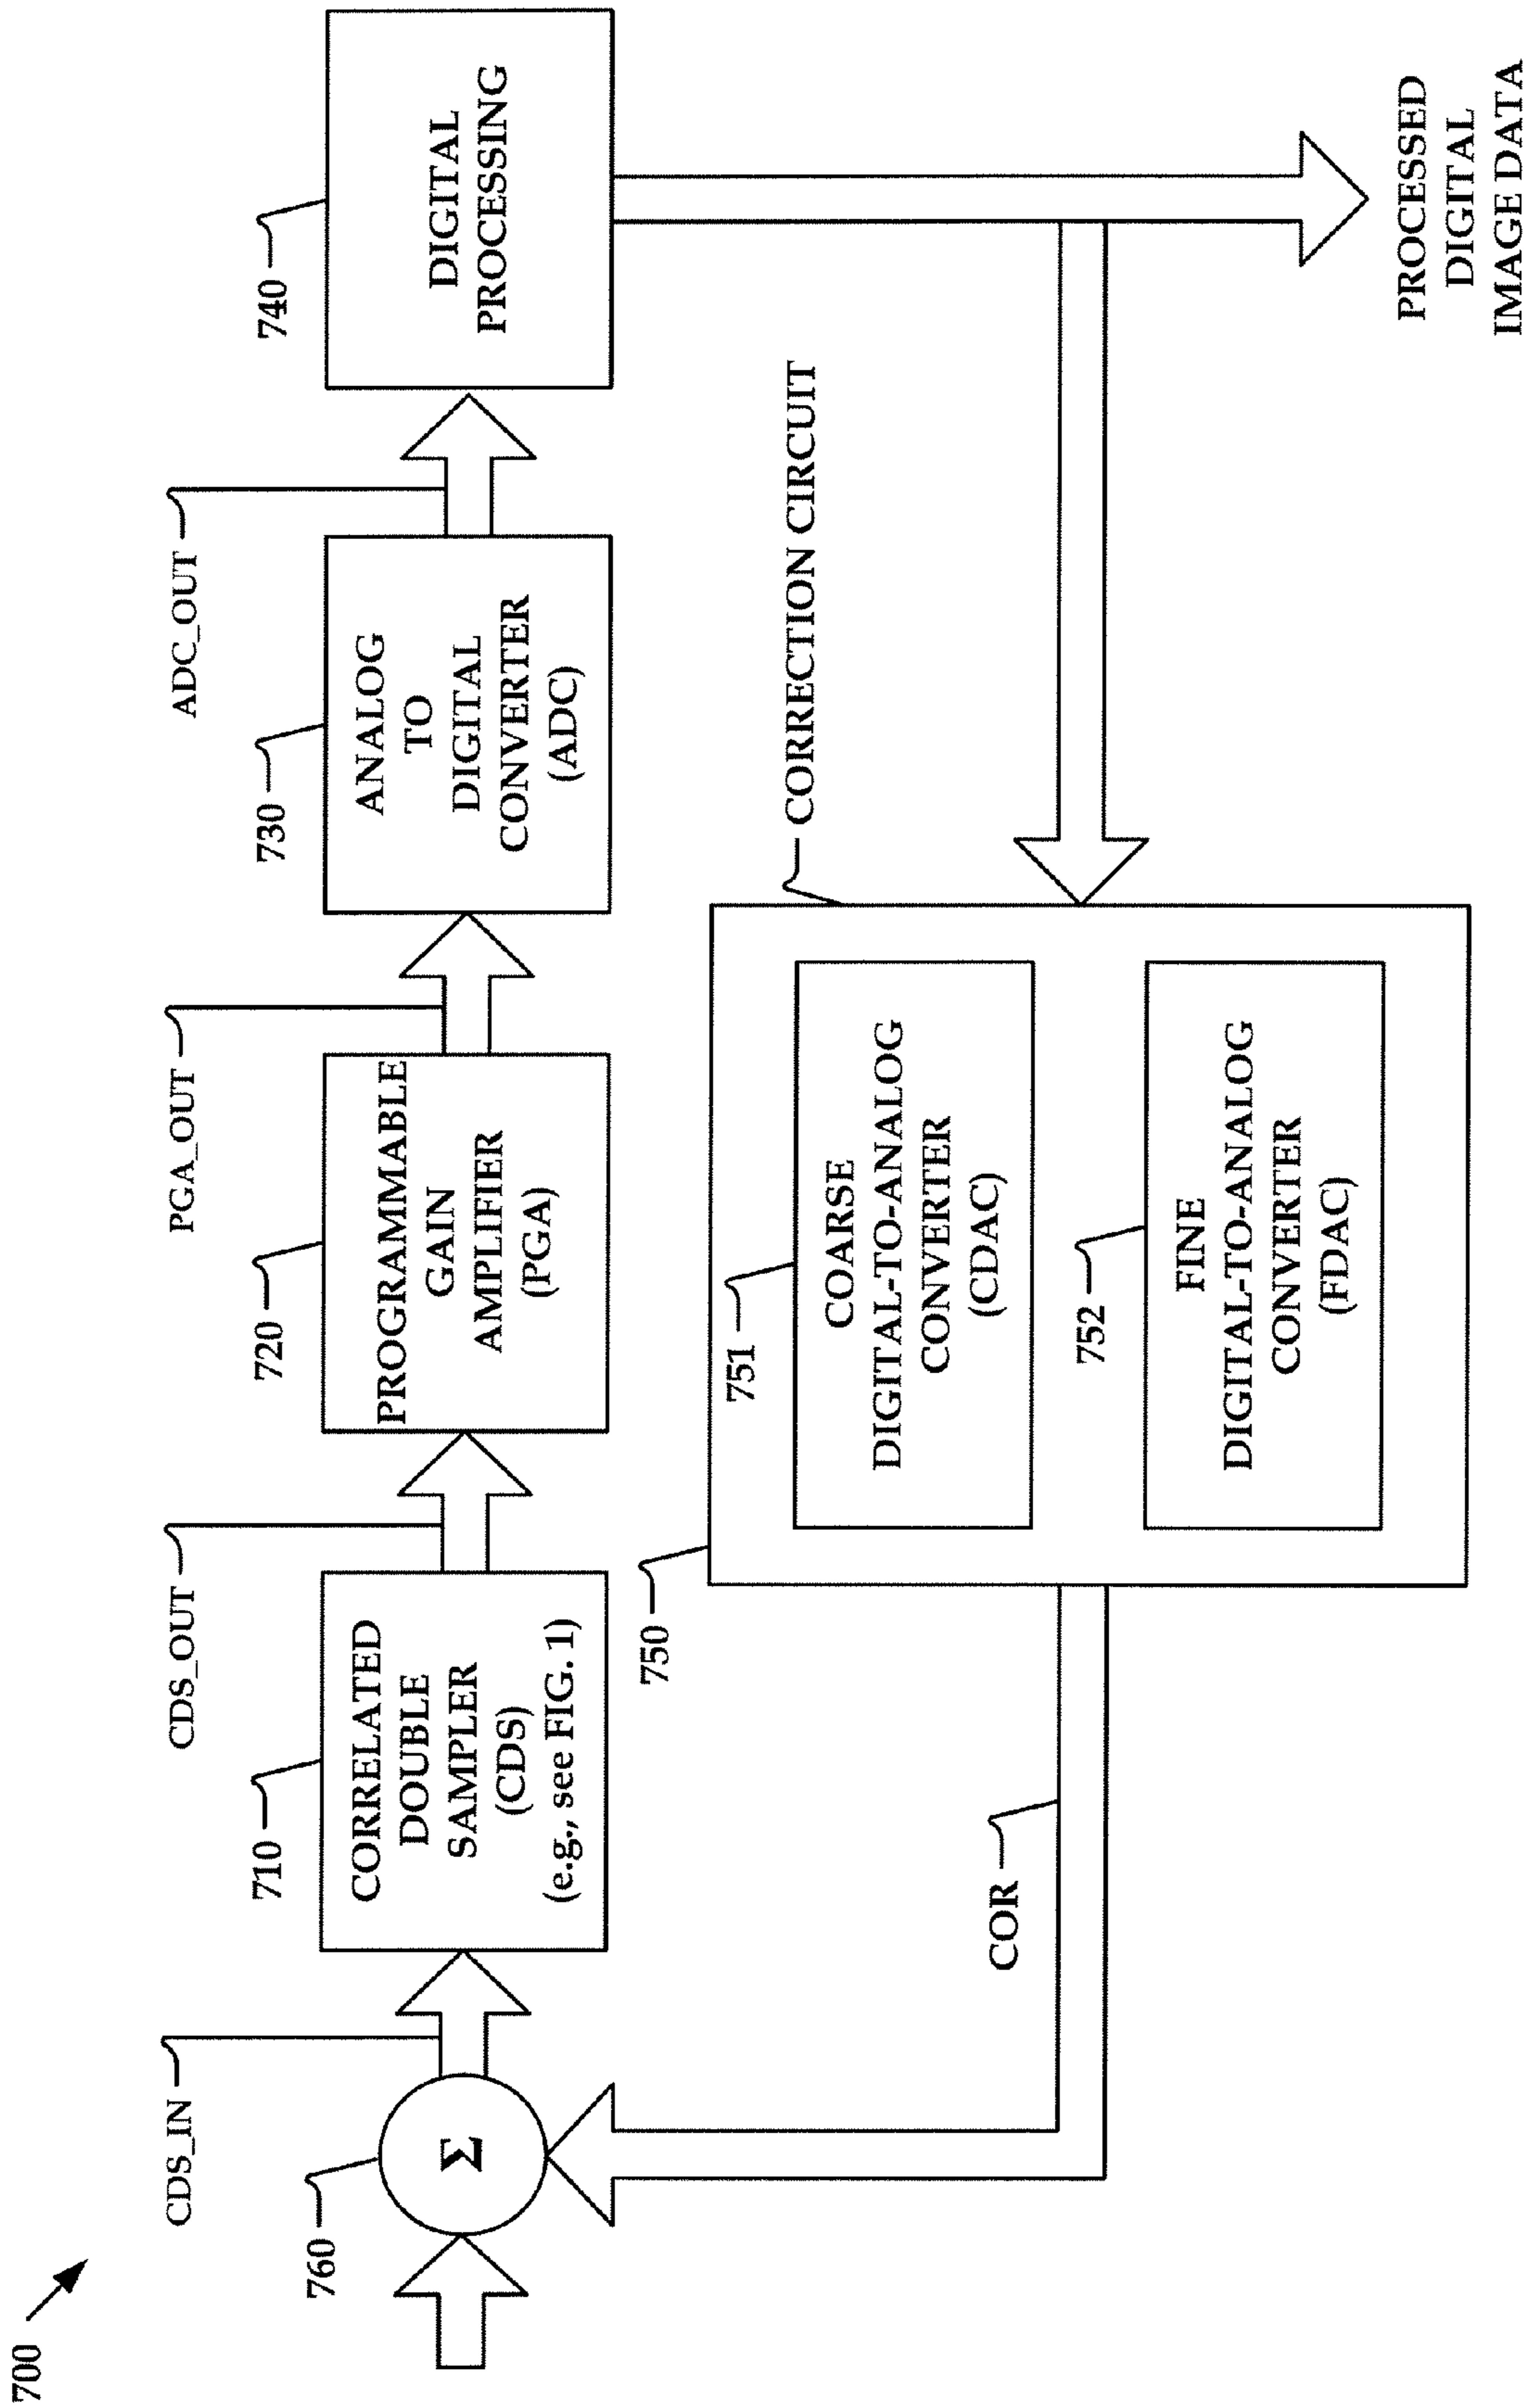 700
CDS_IN
CDS_OUT
PGA_OUT
ADC_OUT
760
Σ
710
CORRELATED
DOUBLE
SAMPLER
(CDS)
(e.g., see FIG. 1)
720
PROGRAMMABLE
GAIN
AMPLIFIER
(PGA)
730
ANALOG
TO
DIGITAL
CONVERTER
(ADC)
740
DIGITAL
PROCESSING
750
CORRECTION CIRCUIT
751
COARSE
DIGITAL-TO-ANALOG
CONVERTER
(CDAC)
752
FINE
DIGITAL-TO-ANALOG
CONVERTER
(FDAC)
COR
PROCESSED
DIGITAL
IMAGE DATA